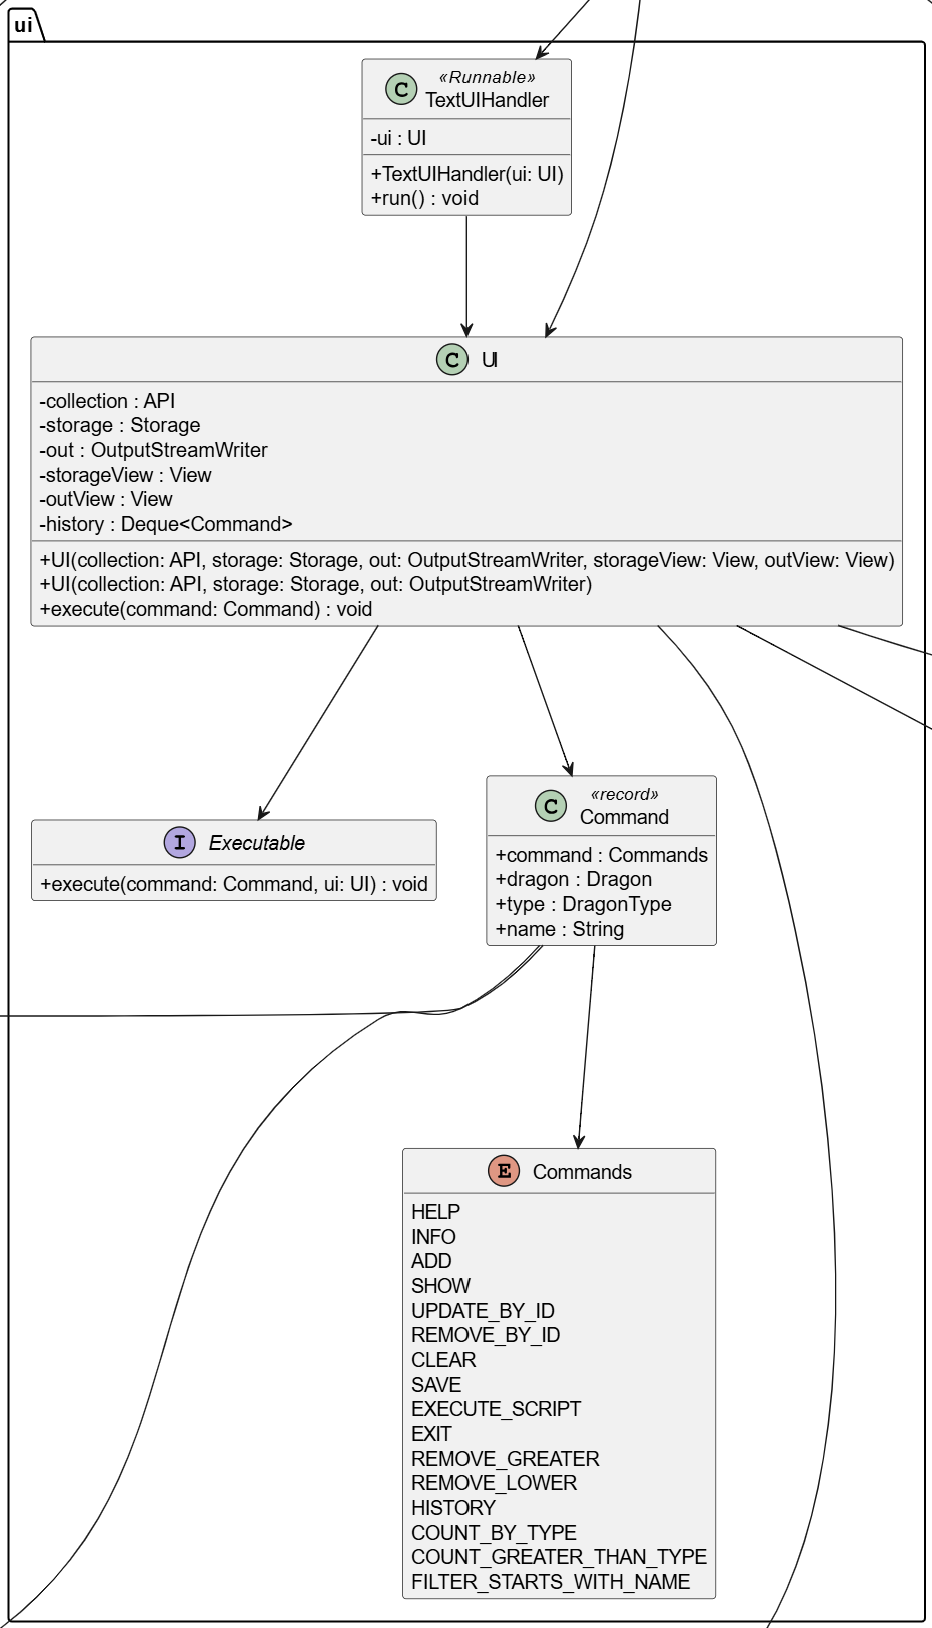 ui
«Runnable»
C TextUIHandler
-ui : UI
+TextUIHandler(ui: UI)
+run() : void
C UI
-collection : API
-storage : Storage
-out : OutputStreamWriter
-storageView : View
-outView : View
-history : Deque<Command>
+UI(collection: API, storage: Storage, out: OutputStreamWriter, storageView: View, outView: View)
+UI(collection: API, storage: Storage, out: OutputStreamWriter)
+execute(command: Command) : void
I Executable
+execute(command: Command, ui: UI) : void
«record»
C Command
+command : Commands
+dragon : Dragon
+type : DragonType
+name : String
E Commands
HELP
INFO
ADD
SHOW
UPDATE_BY_ID
REMOVE_BY_ID
CLEAR
SAVE
EXECUTE_SCRIPT
EXIT
REMOVE_GREATER
REMOVE_LOWER
HISTORY
COUNT_BY_TYPE
COUNT_GREATER_THAN_TYPE
FILTER_STARTS_WITH_NAME